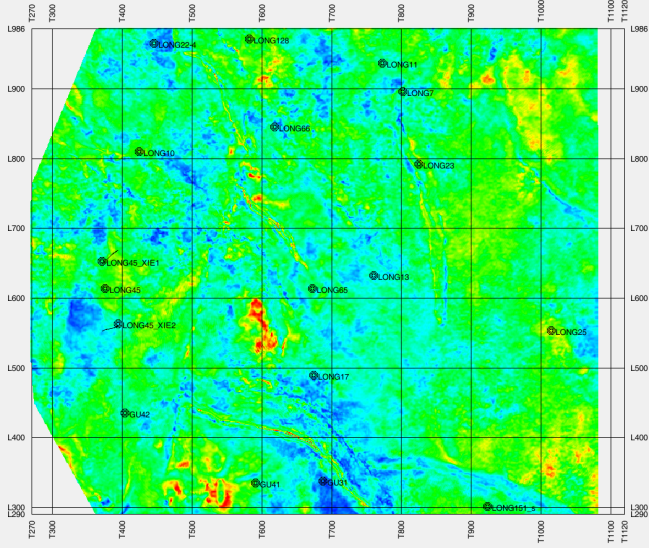 T270 T300 T400 T500 T600 T700 T800 T900 T1000 T1100 T1120
L986 L986
LONG22-4 LONG128
LONG11
L900 LONG7 L900
LONG66
LONG10
L800 LONG23 L800
L700 L700
LONG45_XIE1
LONG13
LONG45 LONG65
L600 L600
LONG45_XIE2 LONG25
L500 LONG17 L500
GU42
L400 L400
GU41 GU31
L300 LONG151_s L300
L290 L290
T270 T300 T400 T500 T600 T700 T800 T900 T1000 T1100 T1120